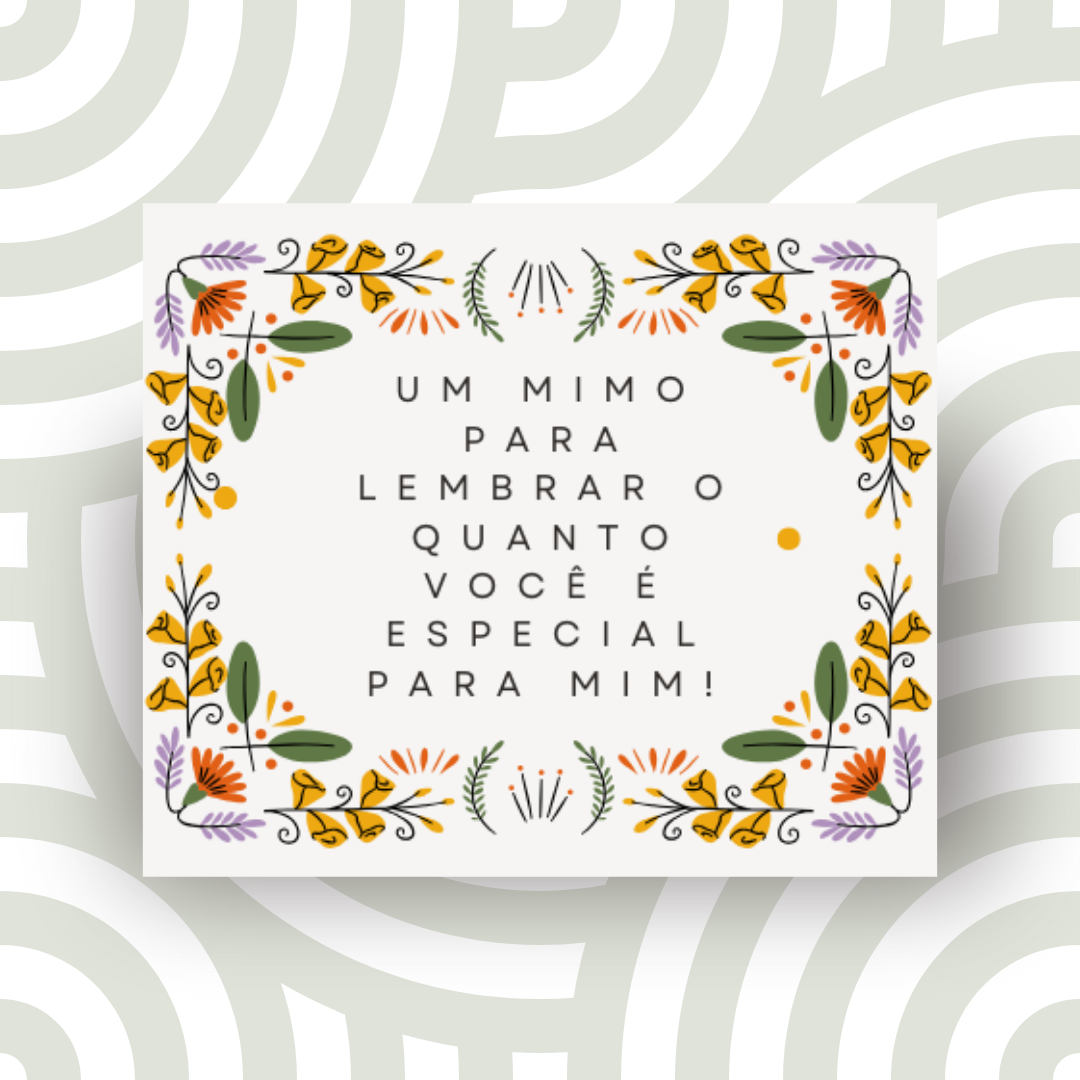 UM MIMO
PARA
LEMBRAR O
QUANTO
VOCÊ É
ESPECIAL
PARA MIM!